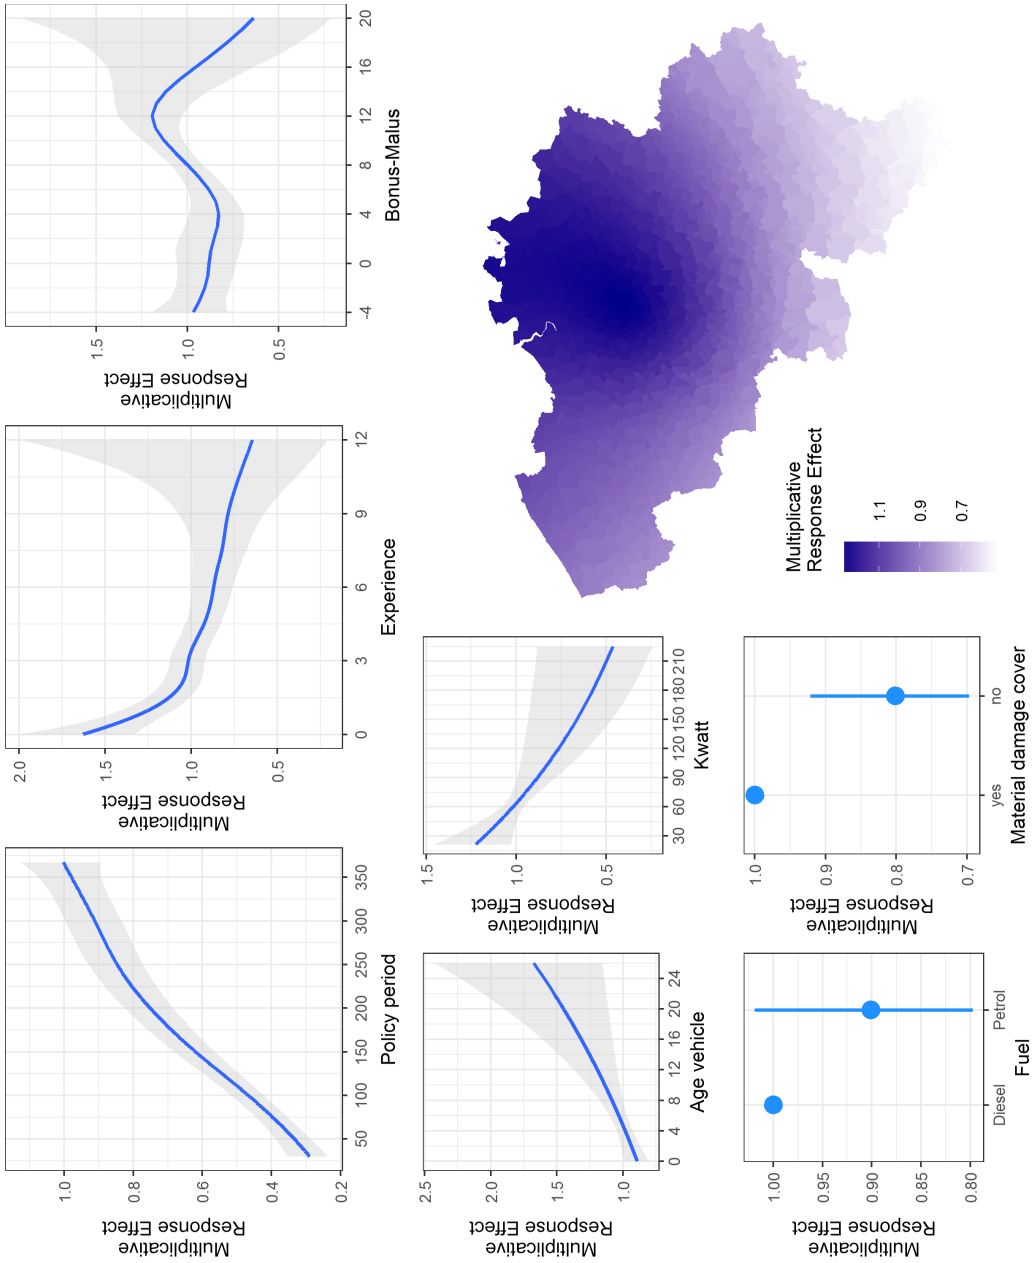 Multiplicative
Response Effect
1.0
0.8
0.6
0.4
0.2
50
100
150
200
250
300
350
Policy period
Multiplicative
Response Effect
2.0
1.5
1.0
0.5
0
3
6
9
12
Experience
Multiplicative
Response Effect
1.5
1.0
0.5
-4
0
4
8
12
16
20
Bonus-Malus
Multiplicative
Response Effect
2.5
2.0
1.5
1.0
0
4
8
12
16
20
24
Age vehicle
Multiplicative
Response Effect
1.5
1.0
0.5
30
60
90
120
150
180
210
Kwatt
Multiplicative
Response Effect
1.00
0.95
0.90
0.85
0.80
Diesel
Petrol
Fuel
Multiplicative
Response Effect
1.0
0.9
0.8
0.7
yes
no
Material damage cover
Multiplicative
Response Effect
1.1
0.9
0.7